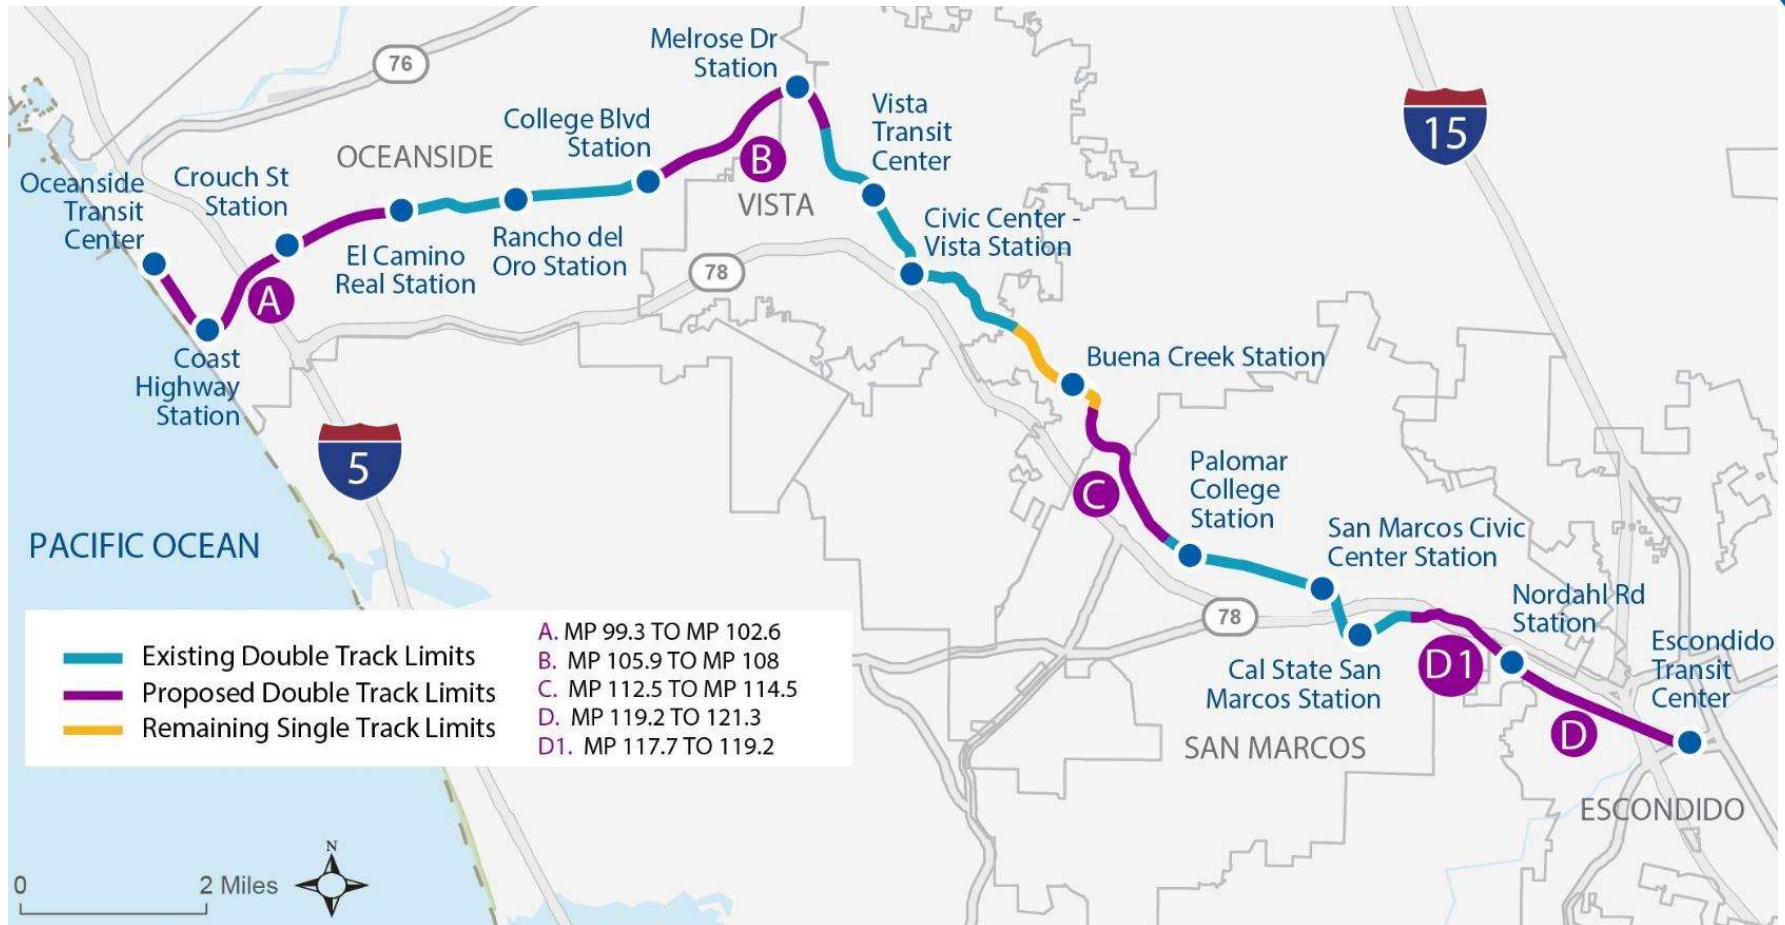 76
OCEANSIDE
Oceanside
Transit
Center
Crouch St
Station
College Blvd
Station
Melrose Dr
Station
B
VISTA
Vista
Transit
Center
15
A
El Camino
Real Station
Rancho del
Oro Station
78
Civic Center -
Vista Station
Coast
Highway
Station
5
Buena Creek Station
C
Palomar
College
Station
San Marcos Civic
Center Station
PACIFIC OCEAN
78
Nordahl Rd
Station
Escondido
Transit
Center
Cal State San
Marcos Station
D1
D
SAN MARCOS
ESCONDIDO
Existing Double Track Limits
Proposed Double Track Limits
Remaining Single Track Limits
A. MP 99.3 TO MP 102.6
B. MP 105.9 TO MP 108
C. MP 112.5 TO MP 114.5
D. MP 119.2 TO 121.3
D1. MP 117.7 TO 119.2
N
0 2 Miles